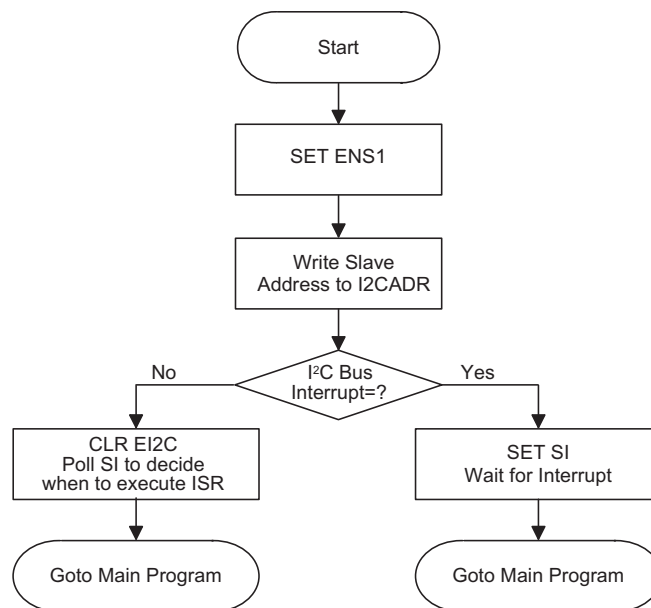 Start
SET ENS1
Write Slave
Address to I2CADR
I²C Bus
Interrupt=?
No
Yes
CLR EI2C
Poll SI to decide
when to execute ISR
SET SI
Wait for Interrupt
Goto Main Program
Goto Main Program